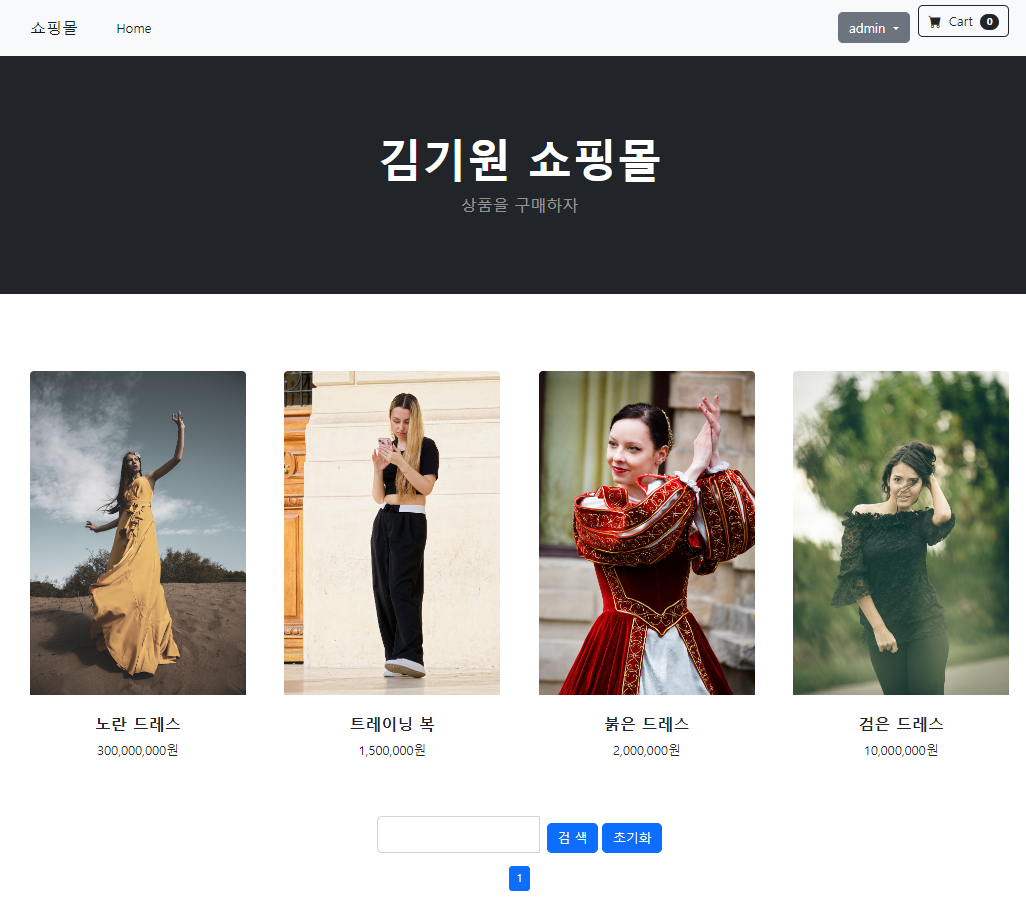 쇼핑몰 Home admin Cart 0
김기원 쇼핑몰
상품을 구매하자
노란 드레스 트레이닝 복 붉은 드레스 검은 드레스
300,000,000원 1,500,000원 2,000,000원 10,000,000원
검 색 초기화
1